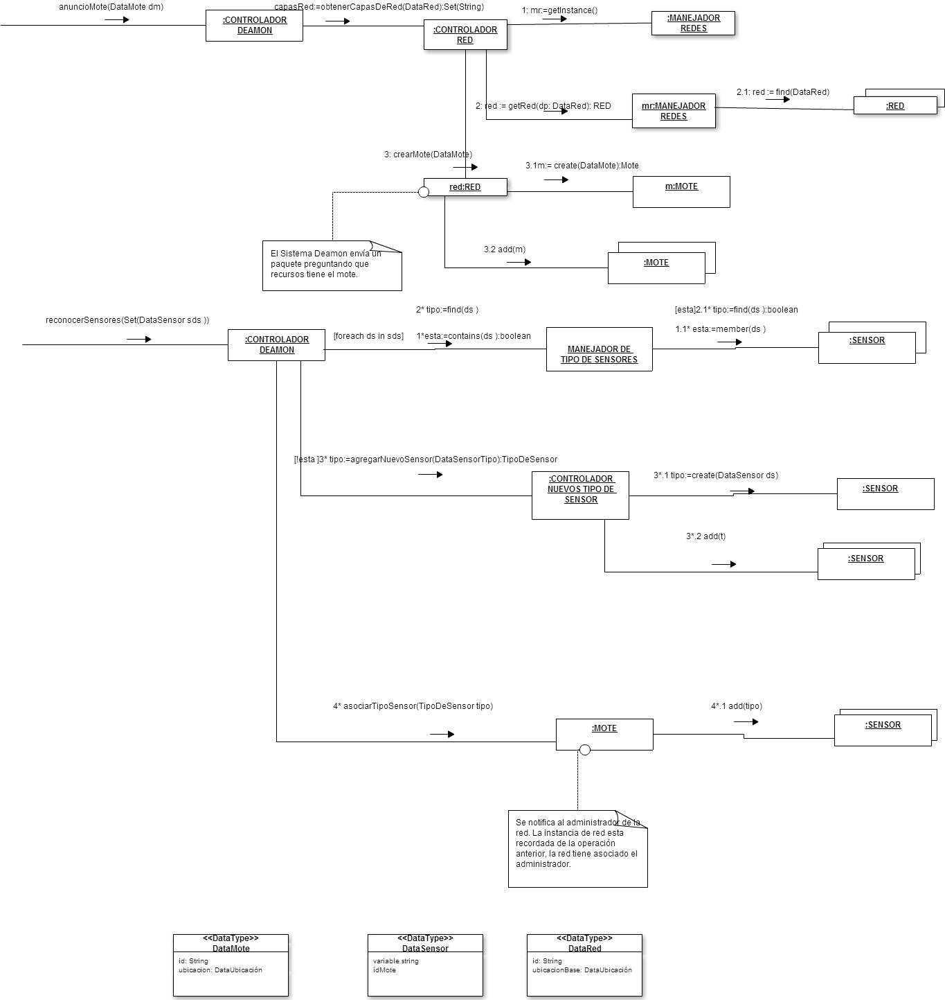 anuncioMote(DataMote dm)
:CONTROLADOR
DEAMON
capasRed:=obtenerCapasDeRed(DataRed):Set(String)
:CONTROLADOR
RED
1: mr:=getInstance()
:MANEJADOR
REDES
2: red := getRed(dp: DataRed): RED
mr:MANEJADOR
REDES
2.1: red := find(DataRed)
:RED
3: crearMote(DataMote)
red:RED
3.1m:= create(DataMote):Mote
m:MOTE
3.2 add(m)
:MOTE
El Sistema Deamon envía un
paquete preguntando que
recursos tiene el mote.
reconocerSensores(Set(DataSensor sds ))
:CONTROLADOR
DEAMON
[foreach ds in sds]
2* tipo:=find(ds )
1*esta:=contains(ds ):boolean
MANEJADOR DE
TIPO DE SENSORES
[esta]2.1* tipo:=find(ds ):boolean
1.1* esta:=member(ds )
:SENSOR
[!esta ]3* tipo:=agregarNuevoSensor(DataSensorTipo):TipoDeSensor
:CONTROLADOR
NUEVOS TIPO DE
SENSOR
3*.1 tipo:=create(DataSensor ds)
:SENSOR
3*.2 add(t)
:SENSOR
4* asociarTipoSensor(TipoDeSensor tipo)
:MOTE
4*.1 add(tipo)
:SENSOR
Se notifica al administrador de la
red. La instancia de red esta
recordada de la operación
anterior, la red tiene asociado el
administrador.
<<DataType>>
DataMote
id: String
ubicacion: DataUbicación
<<DataType>>
DataSensor
variable string
idMote
<<DataType>>
DataRed
id: String
ubicacionBase: DataUbicación